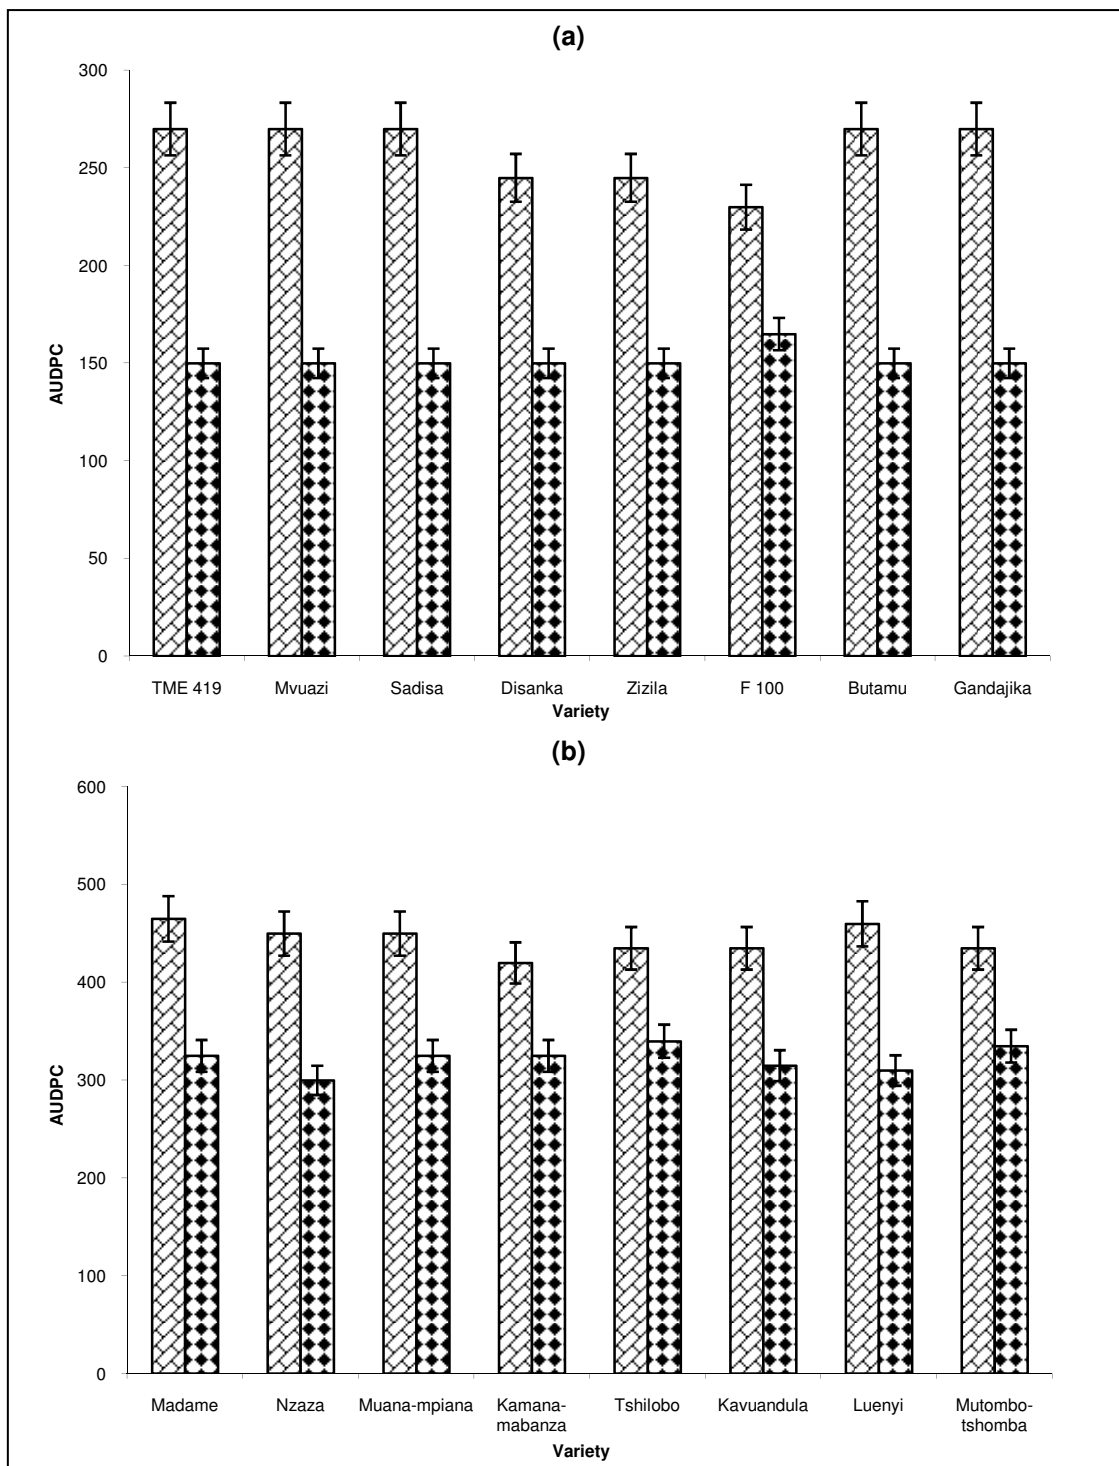 (a)
300
250
200
150
100
50
0
AUDPC
TME 419 Mvuazi Sadisa Disanka Zizila F 100 Butamu Gandajika
Variety
(b)
600
500
400
300
200
100
0
AUDPC
Madame Nzaza Muana-mpiana Kamana- Tshilobo Kavuandula Luenyi Mutombo-
mabanza tshomba
Variety